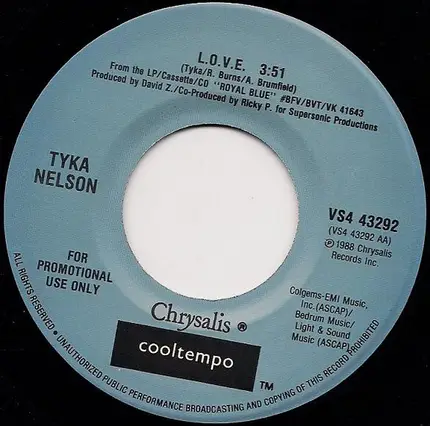 L.O.V.E. 3:51
(Tyka/R. Burns/A. Brumfield)
From the LP/Cassette/CD "ROYAL BLUE" #BFV/BVT/VK 41643
Produced by David Z./Co-Produced by Ricky P. for Supersonic Productions
TYKA
NELSON
VS4 43292
(VS4 43292 AA)
℗ 1988 Chrysalis
Records Inc.
FOR
PROMOTIONAL
USE ONLY
Colgems-EMI Music,
Inc.(ASCAP)/
Bedrum Music/
Light & Sound
Music (ASCAP)
Chrysalis ®
cooltempo
TM
ALL RIGHTS RESERVED • UNAUTHORIZED PUBLIC PERFORMANCE BROADCASTING AND COPYING OF THIS RECORD PROHIBITED